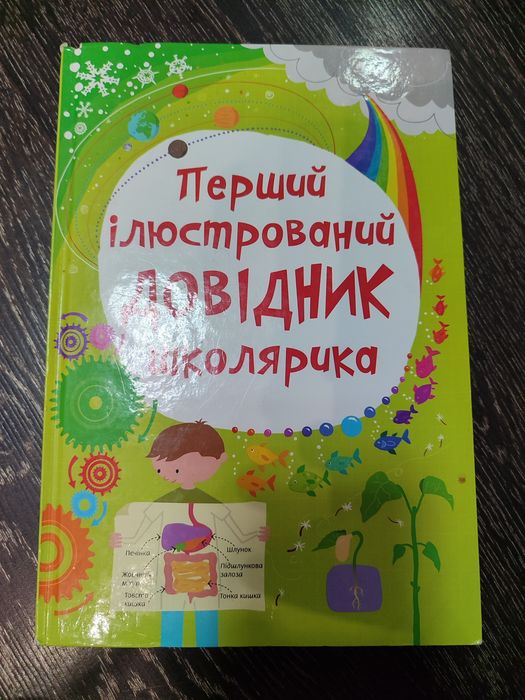 Перший
ілюстрований
ДОВІДНИК
школярика
Печінка
Шлунок
Підшлункова
залоза
Товста
кишка
Тонка кишка